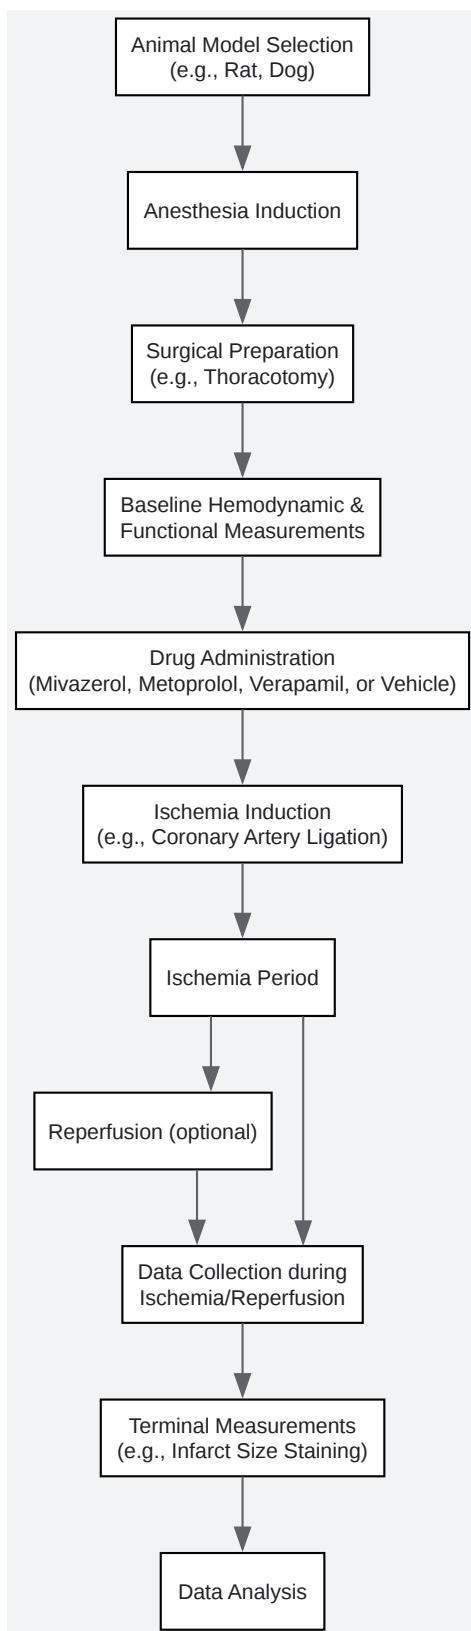 Animal Model Selection
(e.g., Rat, Dog)
Anesthesia Induction
Surgical Preparation
(e.g., Thoracotomy)
Baseline Hemodynamic &
Functional Measurements
Drug Administration
(Mivazerol, Metoprolol, Verapamil, or Vehicle)
Ischemia Induction
(e.g., Coronary Artery Ligation)
Ischemia Period
Reperfusion (optional)
Data Collection during
Ischemia/Reperfusion
Terminal Measurements
(e.g., Infarct Size Staining)
Data Analysis